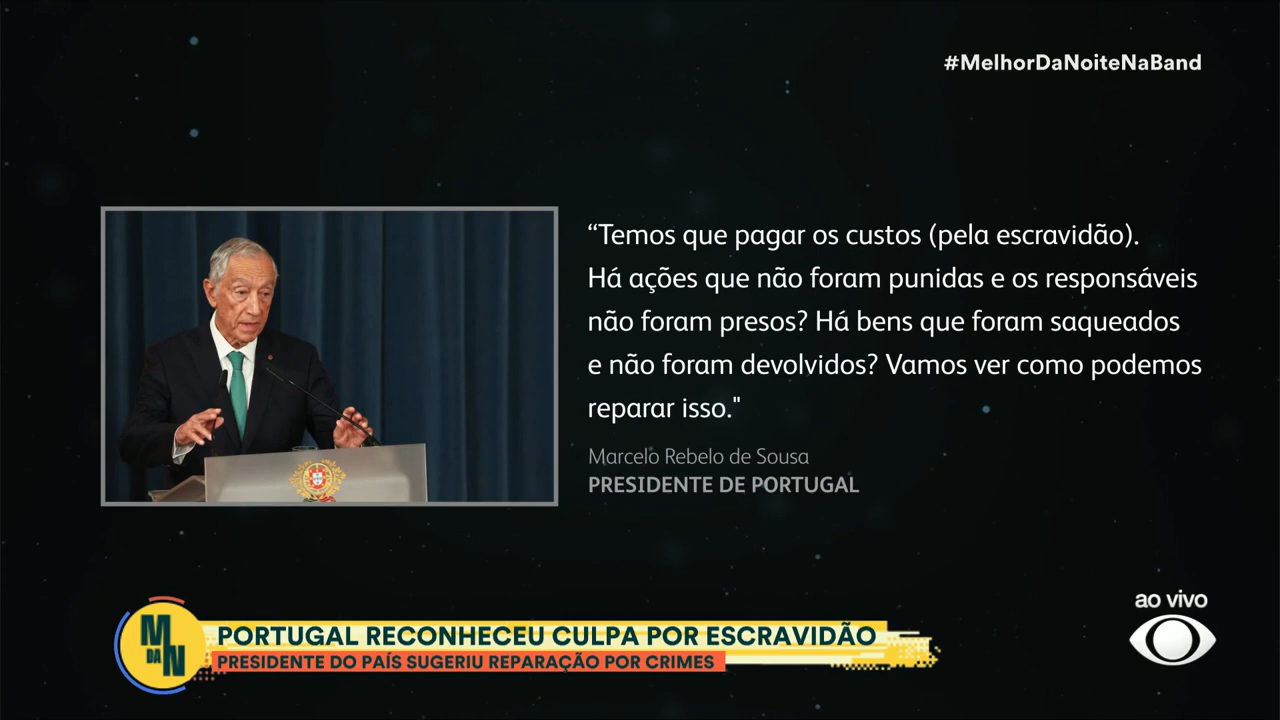 #MelhorDaNoiteNaBand
“Temos que pagar os custos (pela escravidão).
Há ações que não foram punidas e os responsáveis
não foram presos? Há bens que foram saqueados
e não foram devolvidos? Vamos ver como podemos
reparar isso."
Marcelo Rebelo de Sousa
PRESIDENTE DE PORTUGAL
ao vivo
M
DA
N
PORTUGAL RECONHECEU CULPA POR ESCRAVIDÃO
PRESIDENTE DO PAÍS SUGERIU REPARAÇÃO POR CRIMES